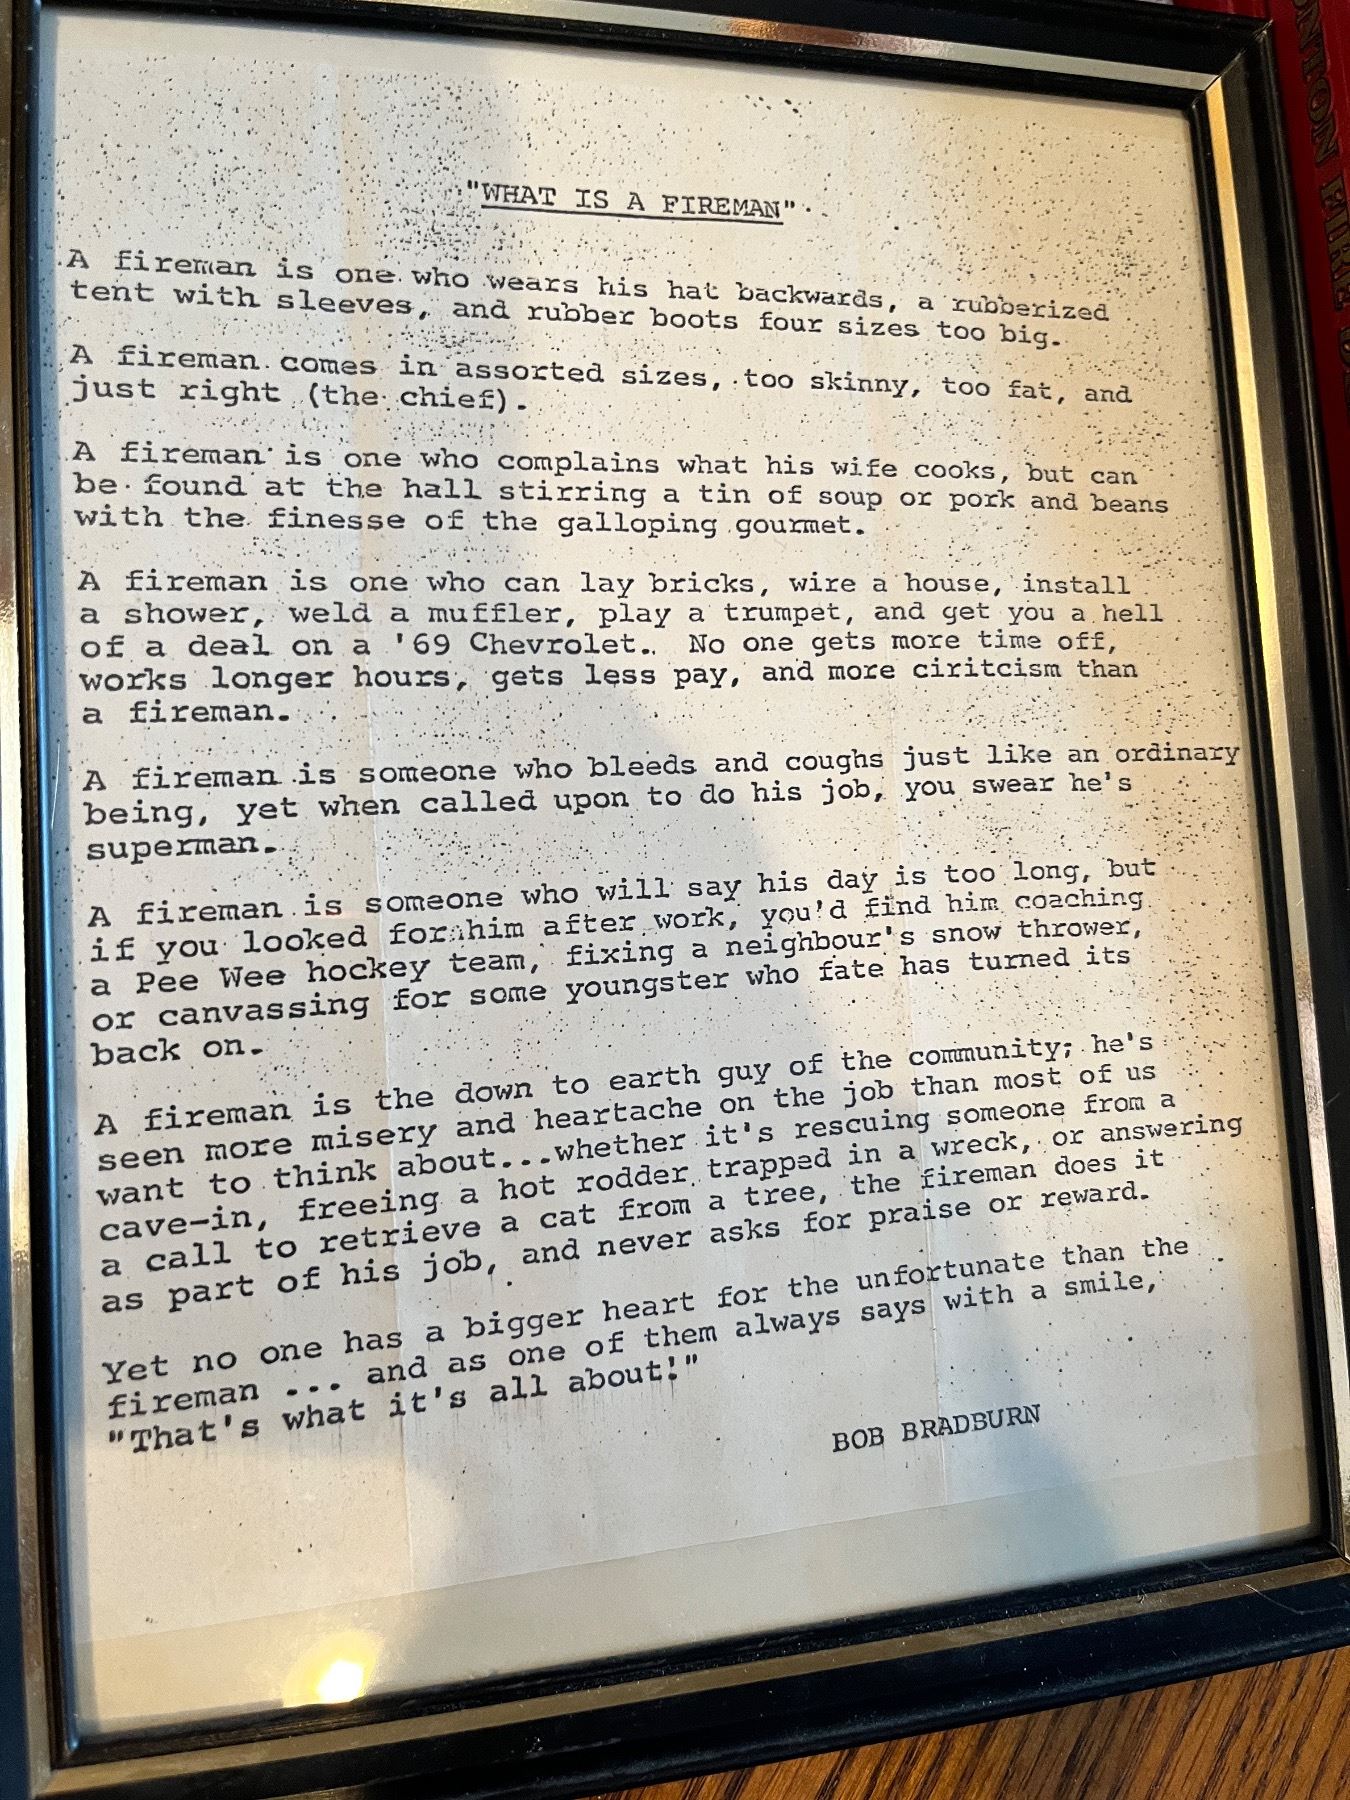 "WHAT IS A FIREMAN"
A fireman is one who wears his hat backwards, a rubberized
tent with sleeves, and rubber boots four sizes too big.
A fireman comes in assorted sizes, too skinny, too fat, and
just right (the chief).
A fireman is one who complains what his wife cooks, but can
be found at the hall stirring a tin of soup or pork and beans
with the finesse of the galloping gourmet.
A fireman is one who can lay bricks, wire a house, install
a shower, weld a muffler, play a trumpet, and get you a hell
of a deal on a '69 Chevrolet. No one gets more time off,
works longer hours, gets less pay, and more ciritcism than
a fireman.
A fireman is someone who bleeds and coughs just like an ordinary
being, yet when called upon to do his job, you swear he's
superman.
A fireman is someone who will say his day is too long, but
if you looked for him after work, you'd find him coaching
a Pee Wee hockey team, fixing a neighbour's snow thrower,
or canvassing for some youngster who fate has turned its
back on.
A fireman is the down to earth guy of the community; he's
seen more misery and heartache on the job than most of us
want to think about...whether it's rescuing someone from a
cave-in, freeing a hot rodder trapped in a wreck, or answering
a call to retrieve a cat from a tree, the fireman does it
as part of his job, and never asks for praise or reward.
Yet no one has a bigger heart for the unfortunate than the
fireman ... and as one of them always says with a smile,
"That's what it's all about!"
BOB BRADBURN
FIRE